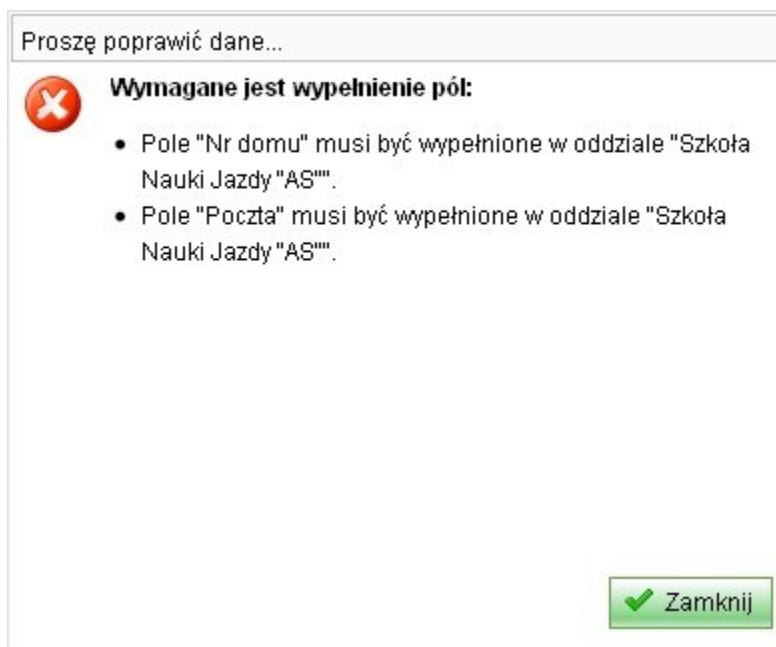 Proszę poprawić dane...
Wymagane jest wypełnienie pól:
• Pole "Nr domu" musi być wypełnione w oddziale "Szkoła
Nauki Jazdy "AS"".
• Pole "Poczta" musi być wypełnione w oddziale "Szkoła
Nauki Jazdy "AS"".
Zamknij